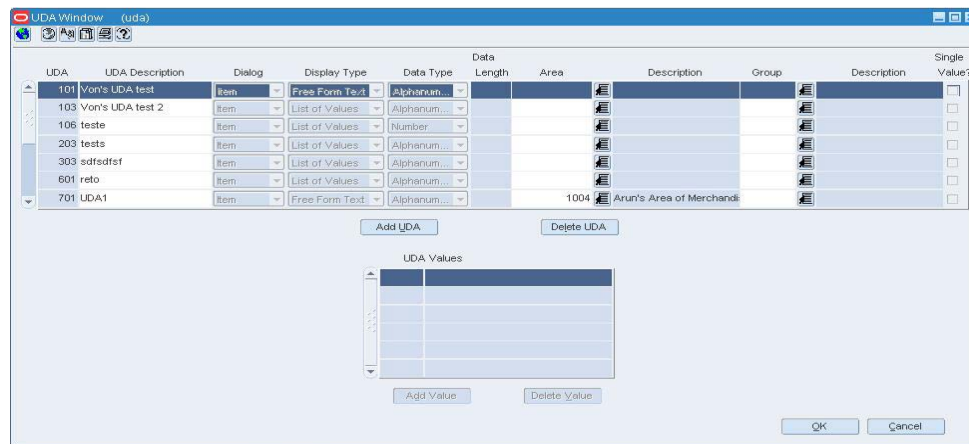 UDA Window (uda)
Data Single
UDA UDA Description Dialog Display Type Data Type Length Area Description Group Description Value?
101 Von's UDA test Item Free Form Text Alphanum...
103 Von's UDA test 2 Item List of Values Alphanum...
106 teste Item List of Values Number
203 tests Item List of Values Alphanum...
303 sdfsdfsf Item List of Values Alphanum...
601 reto Item List of Values Alphanum...
701 UDA1 Item Free Form Text Alphanum... 1004 Arun's Area of Merchandi
Add UDA Delete UDA
UDA Values
Add Value Delete Value
OK Cancel